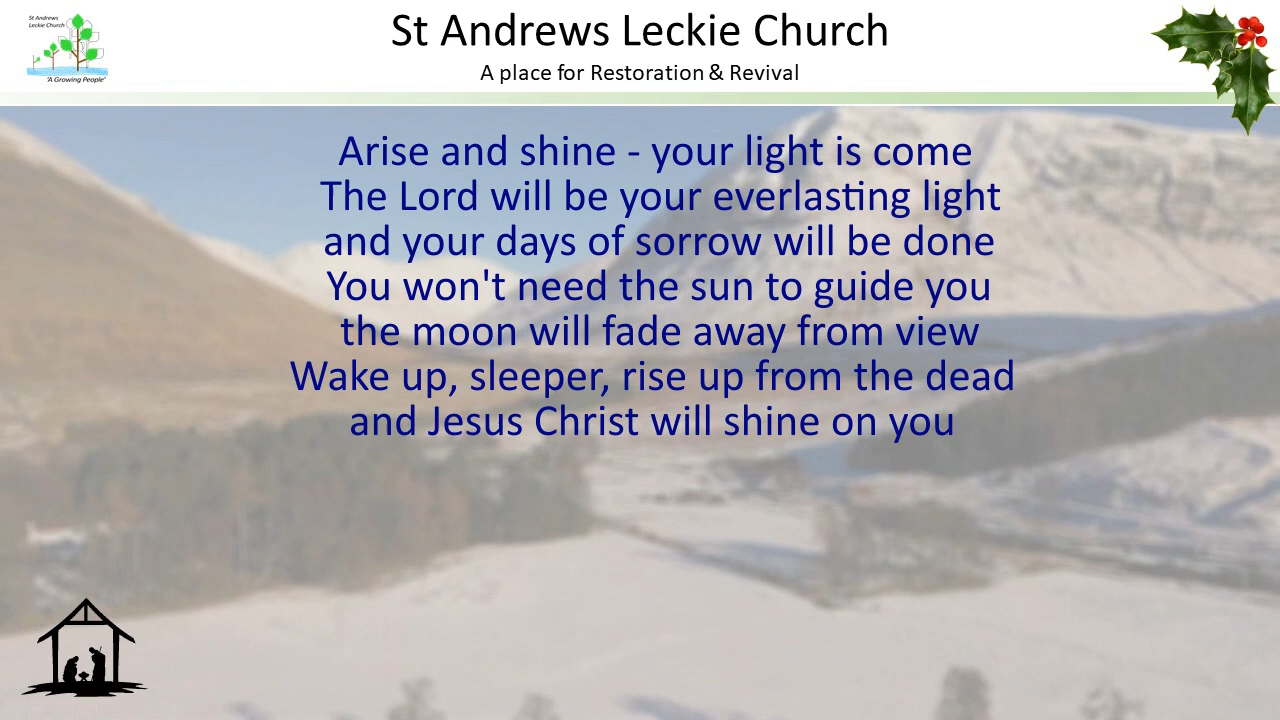 St Andrews
Leckie Church
'A Growing People'
St Andrews Leckie Church
A place for Restoration & Revival
Arise and shine - your light is come
The Lord will be your everlasting light
and your days of sorrow will be done
You won't need the sun to guide you
the moon will fade away from view
Wake up, sleeper, rise up from the dead
and Jesus Christ will shine on you